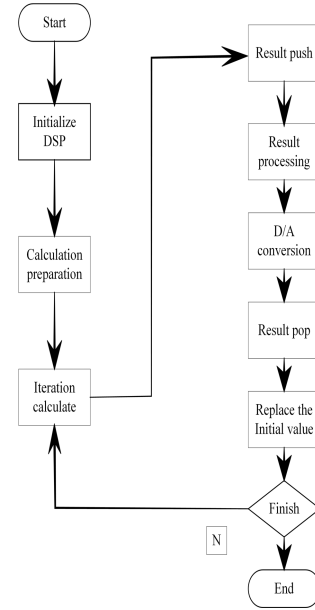 Start
Initialize
DSP
Calculation
preparation
Iteration
calculate
Result push
Result
processing
D/A
conversion
Result pop
Replace the
Initial value
Finish
N
End